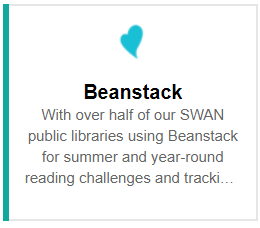 Beanstack
With over half of our SWAN
public libraries using Beanstack
for summer and year-round
reading challenges and tracki…